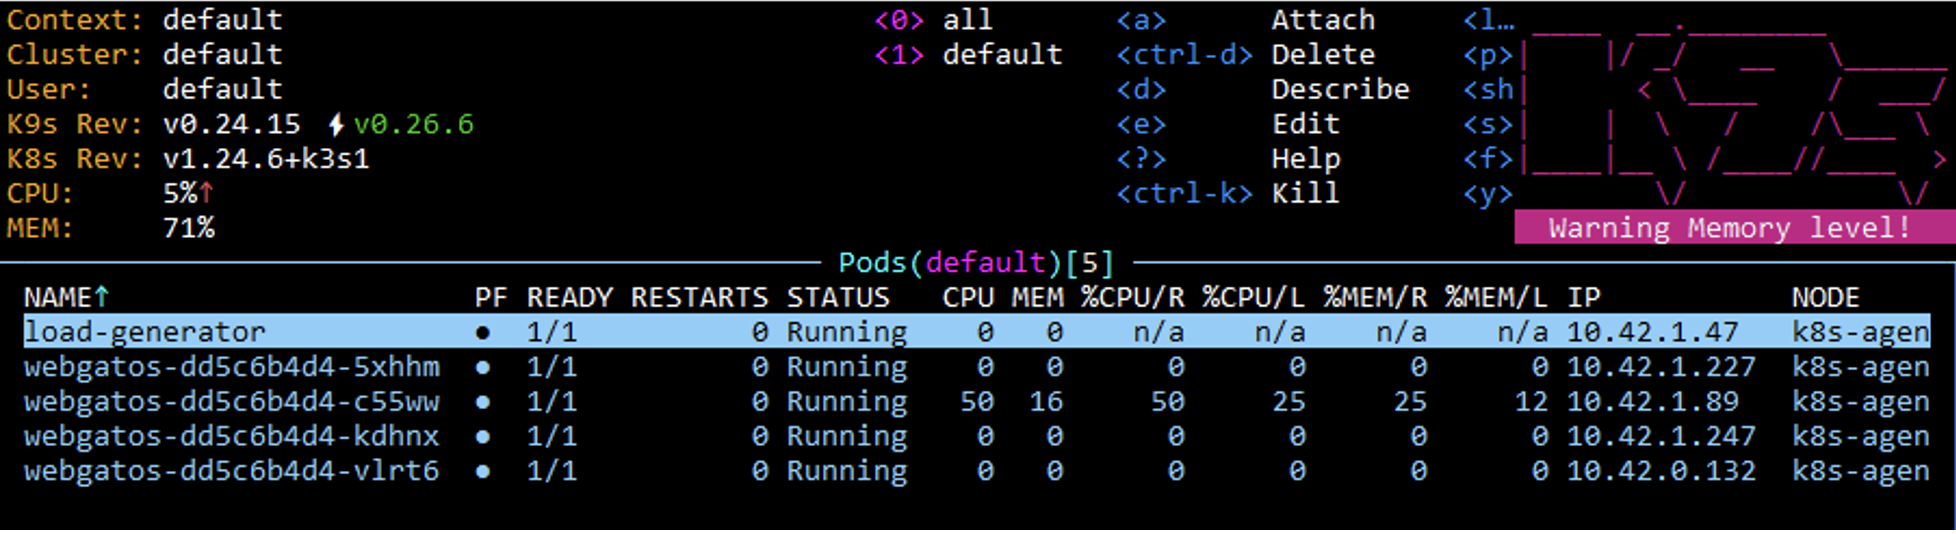 Context: default <0> all <a> Attach <l…
Cluster: default <1> default <ctrl-d> Delete <p>
User: default <d> Describe <sh
K9s Rev: v0.24.15 ⚡v0.26.6 <e> Edit <s>
K8s Rev: v1.24.6+k3s1 <?> Help <f>
CPU: 5%↑ <ctrl-k> Kill <y>
MEM: 71%
K9s
Warning Memory level!
Pods(default)[5]
NAME↑ PF READY RESTARTS STATUS CPU MEM %CPU/R %CPU/L %MEM/R %MEM/L IP NODE
load-generator ● 1/1 0 Running 0 0 n/a n/a n/a n/a 10.42.1.47 k8s-agen
webgatos-dd5c6b4d4-5xhhm ● 1/1 0 Running 0 0 0 0 0 0 10.42.1.227 k8s-agen
webgatos-dd5c6b4d4-c55ww ● 1/1 0 Running 50 16 50 25 25 12 10.42.1.89 k8s-agen
webgatos-dd5c6b4d4-kdhnx ● 1/1 0 Running 0 0 0 0 0 0 10.42.1.247 k8s-agen
webgatos-dd5c6b4d4-vlrt6 ● 1/1 0 Running 0 0 0 0 0 0 10.42.0.132 k8s-agen